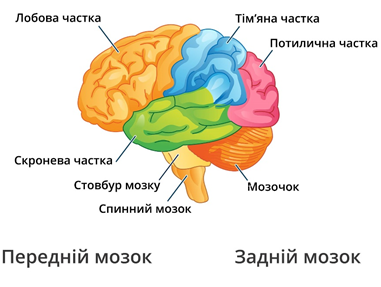 Лобова частка
Тім'яна частка
Потилична частка
Скронева частка
Стовбур мозку
Мозочок
Спинний мозок
Передній мозок
Задній мозок